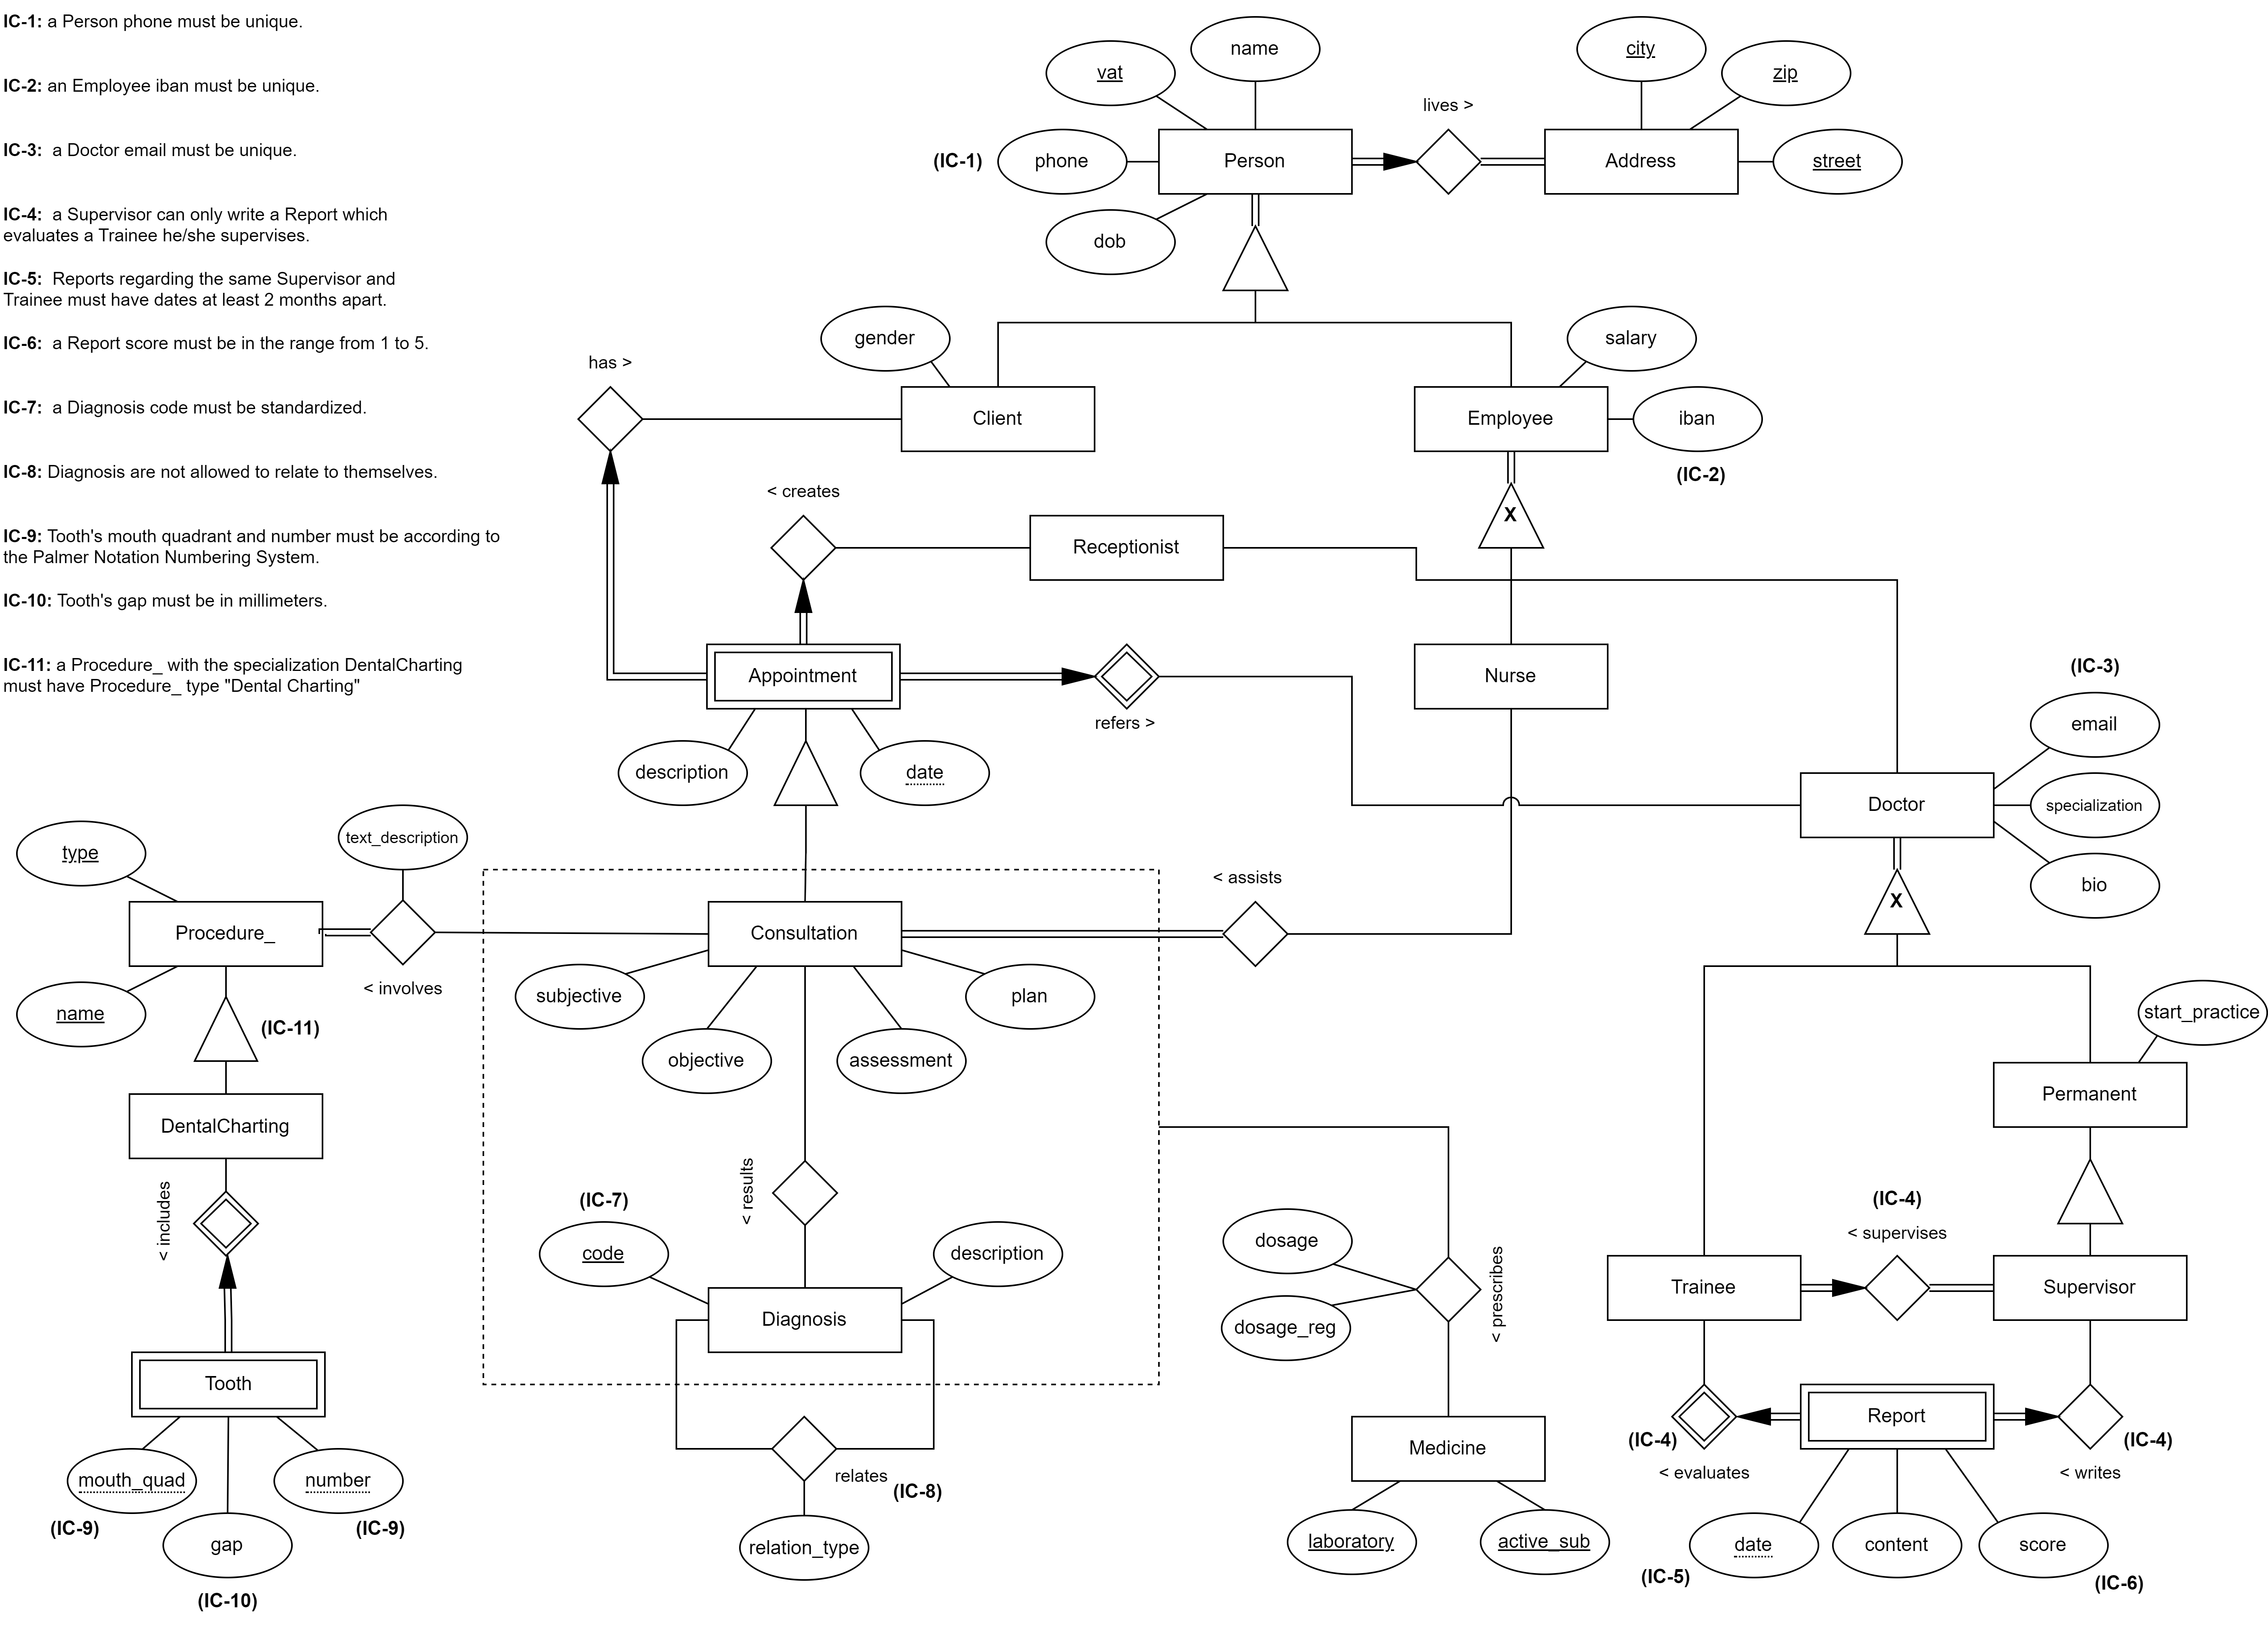 IC-1: a Person phone must be unique.
IC-2: an Employee iban must be unique.
IC-3:  a Doctor email must be unique.
IC-4:  a Supervisor can only write a Report which
evaluates a Trainee he/she supervises.
IC-5:  Reports regarding the same Supervisor and
Trainee must have dates at least 2 months apart.
IC-6:  a Report score must be in the range from 1 to 5.
IC-7:  a Diagnosis code must be standardized.
IC-8: Diagnosis are not allowed to relate to themselves.
IC-9: Tooth's mouth quadrant and number must be according to
the Palmer Notation Numbering System.
IC-10: Tooth's gap must be in millimeters.
IC-11: a Procedure_ with the specialization DentalCharting
must have Procedure_ type "Dental Charting"
name
city
vat
zip
lives >
(IC-1)
phone
Person
Address
street
dob
gender
salary
has >
Client
Employee
iban
(IC-2)
< creates
X
Receptionist
(IC-3)
Appointment
Nurse
refers >
email
description
date
Doctor
specialization
text_description
type
< assists
bio
X
Procedure_
Consultation
< involves
subjective
plan
name
(IC-11)
start_practice
objective
assessment
Permanent
DentalCharting
< includes
< results
(IC-7)
(IC-4)
< supervises
code
description
dosage
< prescribes
Trainee
Supervisor
Diagnosis
dosage_reg
Tooth
Report
(IC-4)
(IC-4)
Medicine
< evaluates
< writes
relates
(IC-8)
mouth_quad
number
(IC-9)
(IC-9)
gap
relation_type
laboratory
active_sub
date
content
score
(IC-5)
(IC-6)
(IC-10)